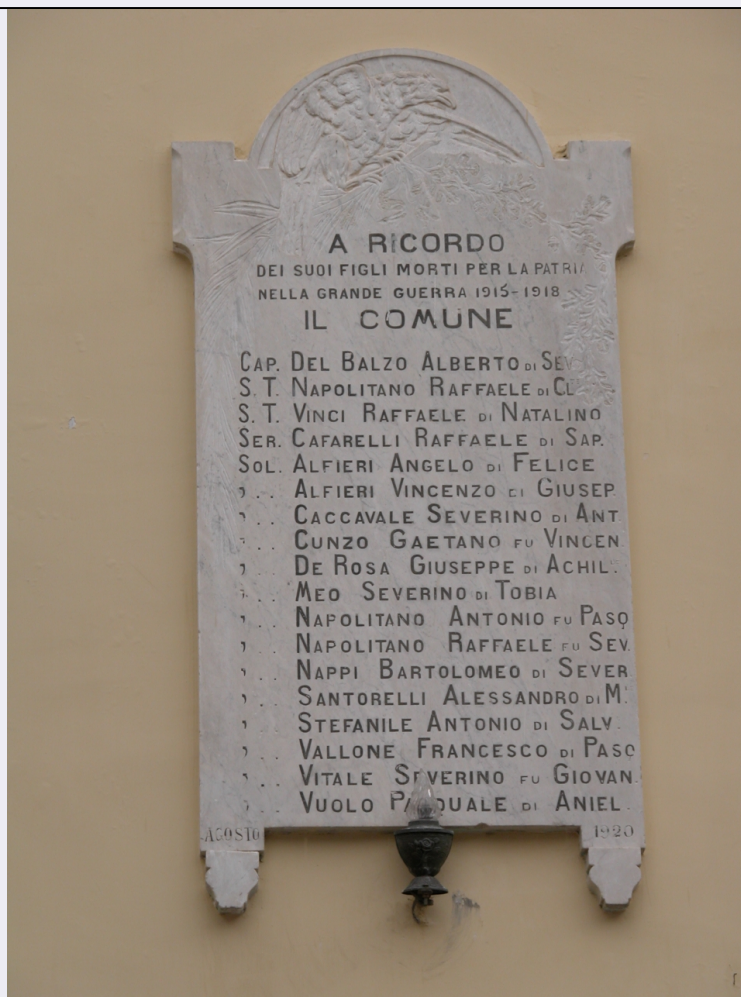 A RICORDO
DEI SUOI FIGLI MORTI PER LA PATRIA
NELLA GRANDE GUERRA 1915-1918
IL COMUNE
CAP. DEL BALZO ALBERTO DI SEV
S.T. NAPOLITANO RAFFAELE DI
S.T. VINCI RAFFAELE DI NATALINO
SER. CAFARELLI RAFFAELE DI SAP.
SOL. ALFIERI ANGELO DI FELICE
, . . ALFIERI VINCENZO DI GIUSEP.
, . . CACCAVALE SEVERINO DI ANT.
, . . CUNZO GAETANO FU VINCEN
, . . DE ROSA GIUSEPPE DI ACHIL.
, . . MEO SEVERINO DI TOBIA
, . . NAPOLITANO ANTONIO FU PASQ
, . . NAPOLITANO RAFFAELE FU SEV.
, . . NAPPI BARTOLOMEO DI SEVER
, . . SANTORELLI ALESSANDRO DI M.
, . . STEFANILE ANTONIO DI SALV.
, . . VALLONE FRANCESCO DI PASQ
, . . VITALE SEVERINO FU GIOVAN.
, . . VUOLO PASQUALE DI ANIEL.
AGOSTO 1920